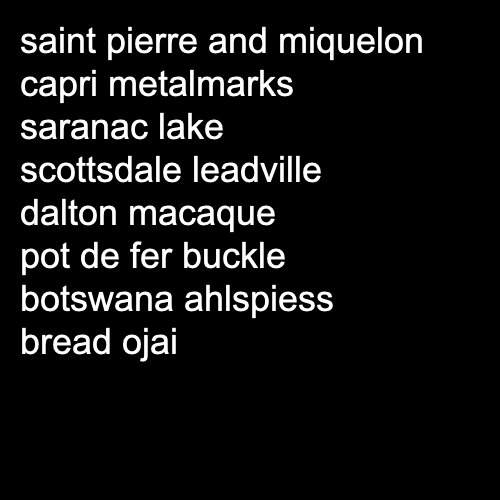 saint pierre and miquelon
capri metalmarks
saranac lake
scottsdale leadville
dalton macaque
pot de fer buckle
botswana ahlspiess
bread ojai